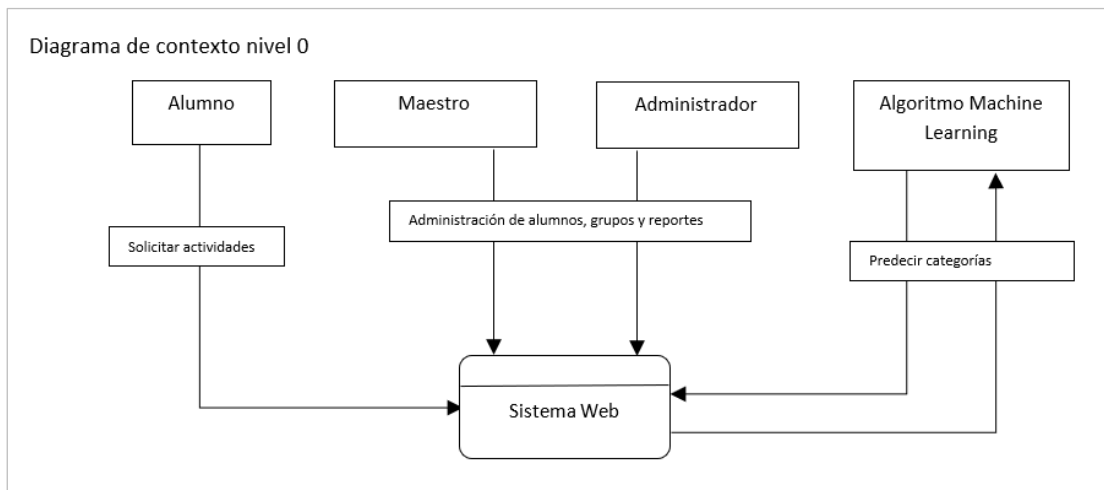 Diagrama de contexto nivel 0
Alumno
Maestro
Administrador
Algoritmo Machine
Learning
Administración de alumnos, grupos y reportes
Solicitar actividades
Predecir categorías
Sistema Web